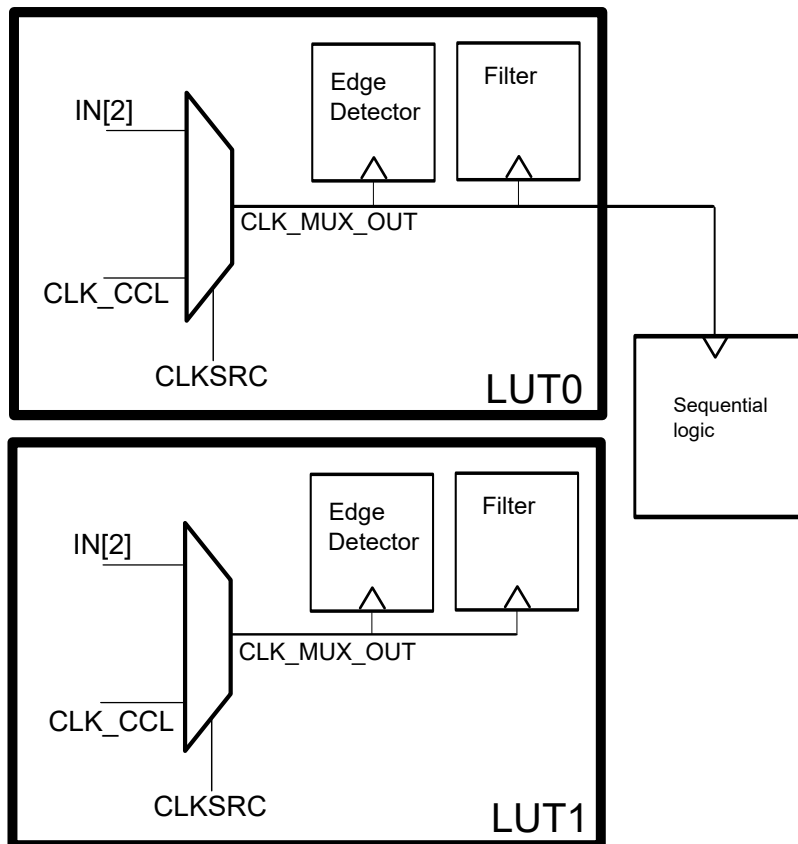 Edge
Detector
Filter
IN[2]
CLK_MUX_OUT
CLK_CCL
CLKSRC
LUT0
Sequential
logic
Edge
Detector
Filter
IN[2]
CLK_MUX_OUT
CLK_CCL
CLKSRC
LUT1